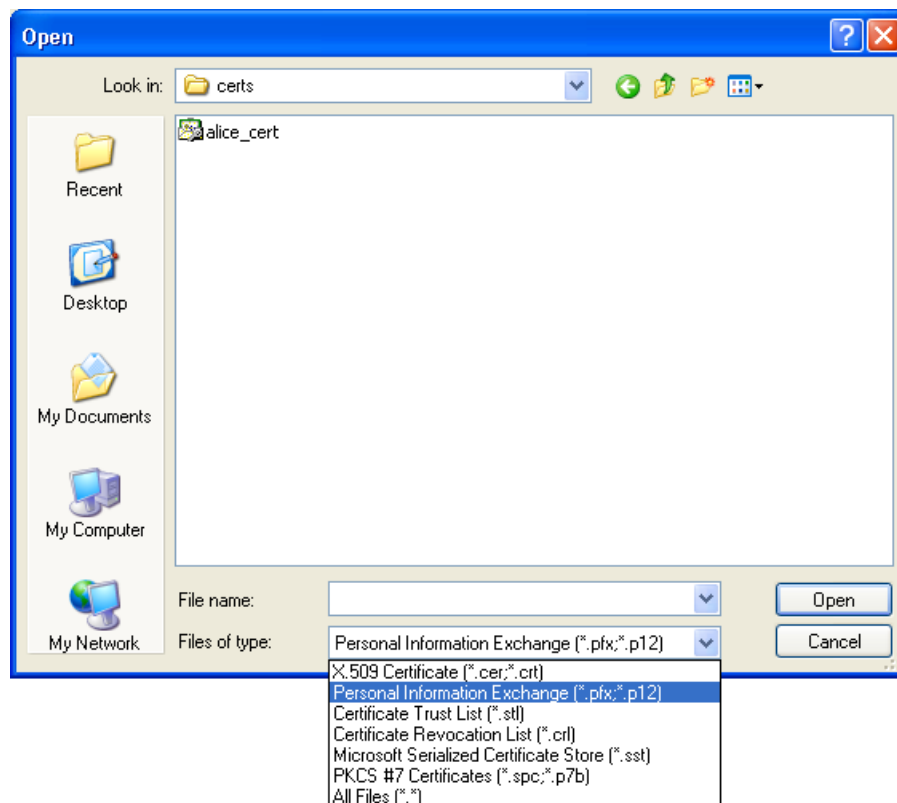 Open
Look in: certs
alice_cert
Recent
Desktop
My Documents
My Computer
My Network
File name:
Open
Files of type: Personal Information Exchange (*.pfx;*.p12)
Cancel
X.509 Certificate (*.cer;*.crt)
Personal Information Exchange (*.pfx;*.p12)
Certificate Trust List (*.stl)
Certificate Revocation List (*.crl)
Microsoft Serialized Certificate Store (*.sst)
PKCS #7 Certificates (*.spc;*.p7b)
All Files (*.*)